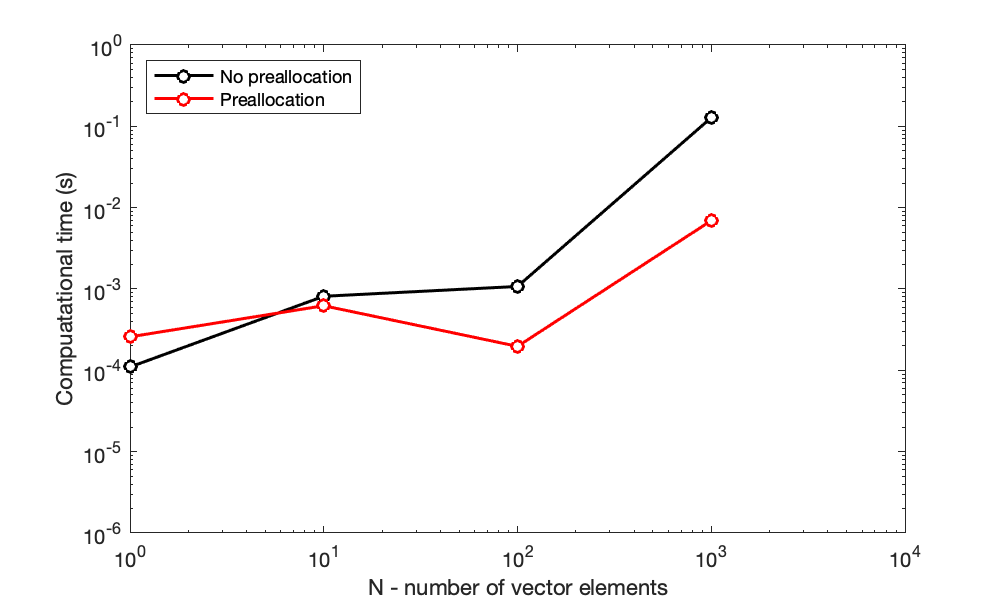 10^0
No preallocation
Preallocation
10^-1
10^-2
10^-3
10^-4
10^-5
10^-6
Compuatational time (s)
10^0 10^1 10^2 10^3 10^4
N - number of vector elements